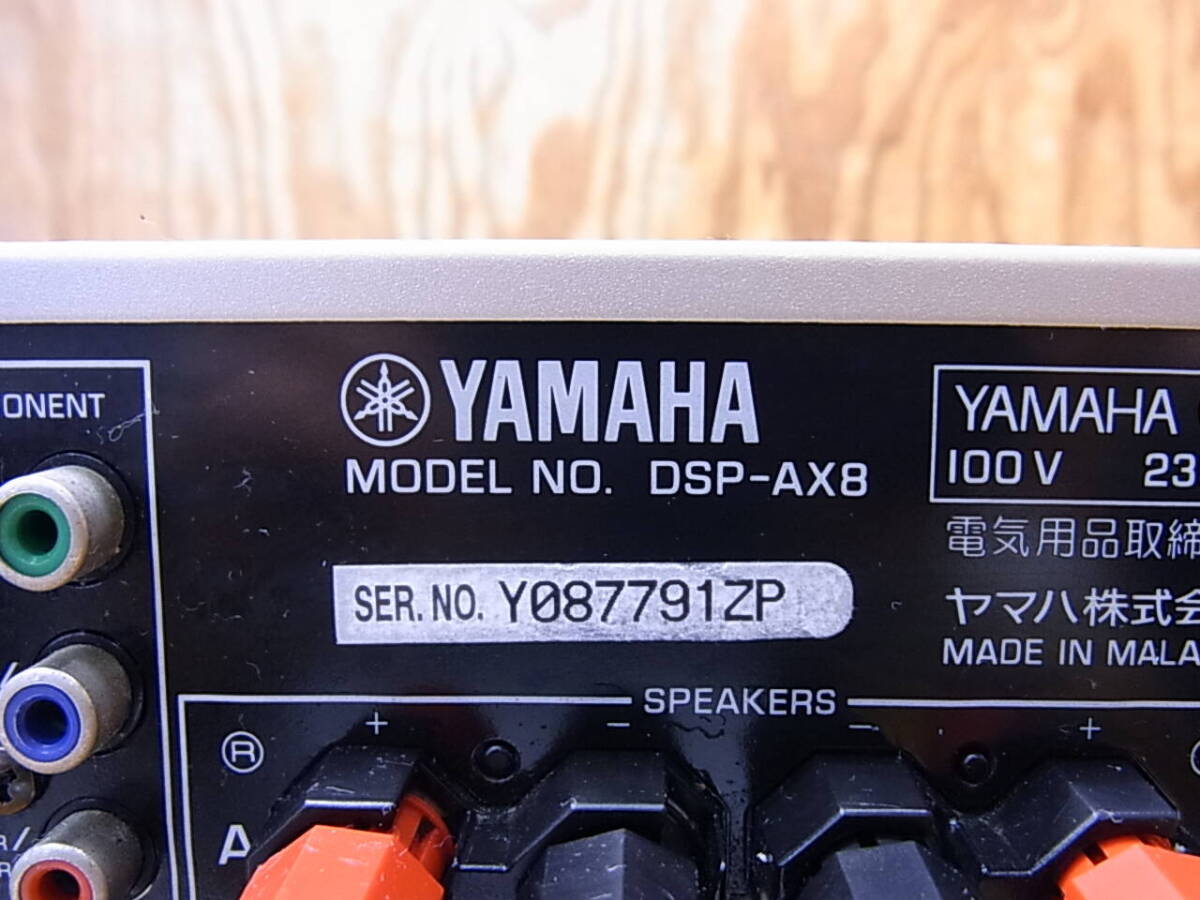 ONENT
YAMAHA
MODEL NO. DSP-AX8
SER. NO. Y087791ZP
YAMAHA
100V 23
電気用品取締
ヤマハ株式会
MADE IN MALA
SPEAKERS
+ − − +
R
A